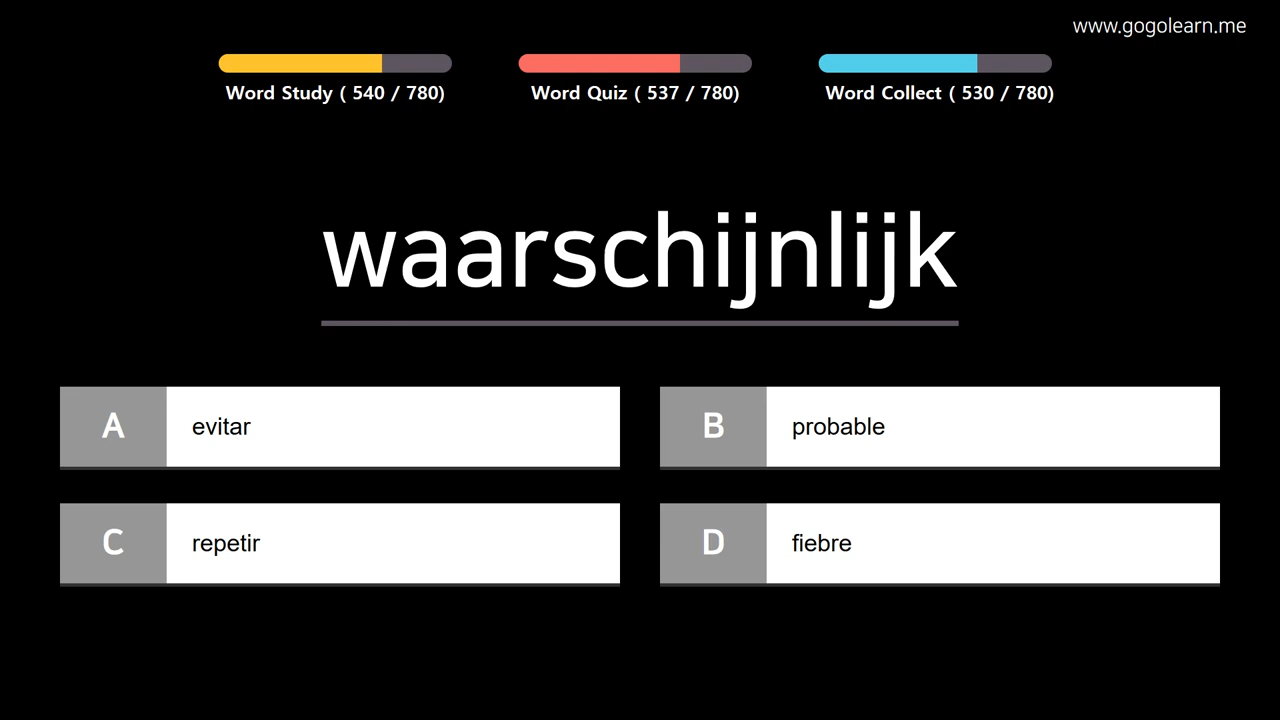 www.gogolearn.me
Word Study ( 540 / 780)
Word Quiz ( 537 / 780)
Word Collect ( 530 / 780)
waarschijnlijk
A evitar
B probable
C repetir
D fiebre